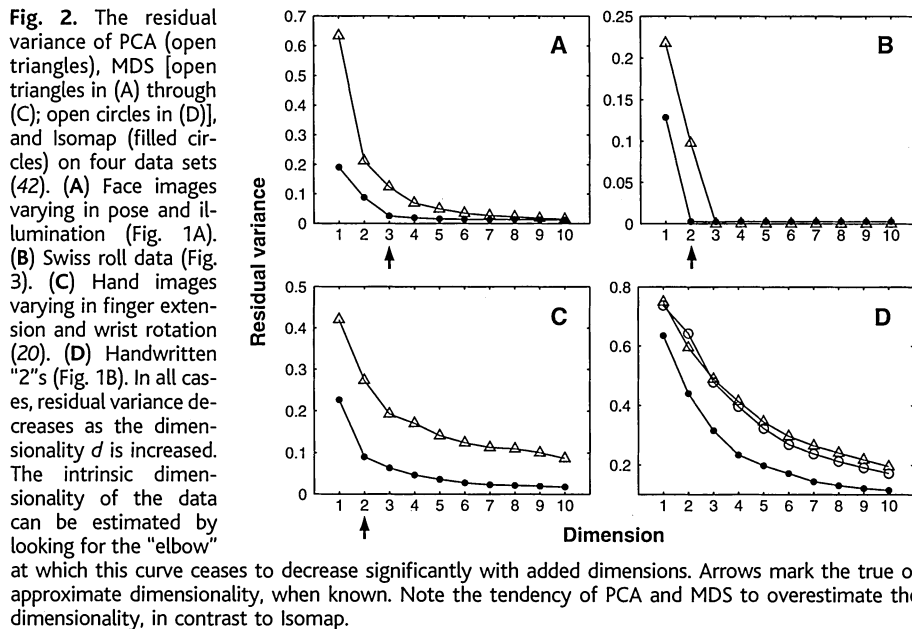 Fig. 2. The residual
variance of PCA (open
triangles), MDS [open
triangles in (A) through
(C); open circles in (D)],
and Isomap (filled cir-
cles) on four data sets
(42). (A) Face images
varying in pose and il-
lumination (Fig. 1A).
(B) Swiss roll data (Fig.
3). (C) Hand images
varying in finger exten-
sion and wrist rotation
(20). (D) Handwritten
"2"s (Fig. 1B). In all cas-
es, residual variance de-
creases as the dimen-
sionality d is increased.
The intrinsic dimen-
sionality of the data
can be estimated by
looking for the "elbow"
at which this curve ceases to decrease significantly with added dimensions. Arrows mark the true o
approximate dimensionality, when known. Note the tendency of PCA and MDS to overestimate the
dimensionality, in contrast to Isomap.
Residual variance
A
0.7
0.6
0.5
0.4
0.3
0.2
0.1
0
1 2 3 4 5 6 7 8 9 10
B
0.25
0.2
0.15
0.1
0.05
0
1 2 3 4 5 6 7 8 9 10
C
0.5
0.4
0.3
0.2
0.1
0
1 2 3 4 5 6 7 8 9 10
D
0.8
0.6
0.4
0.2
1 2 3 4 5 6 7 8 9 10
Dimension